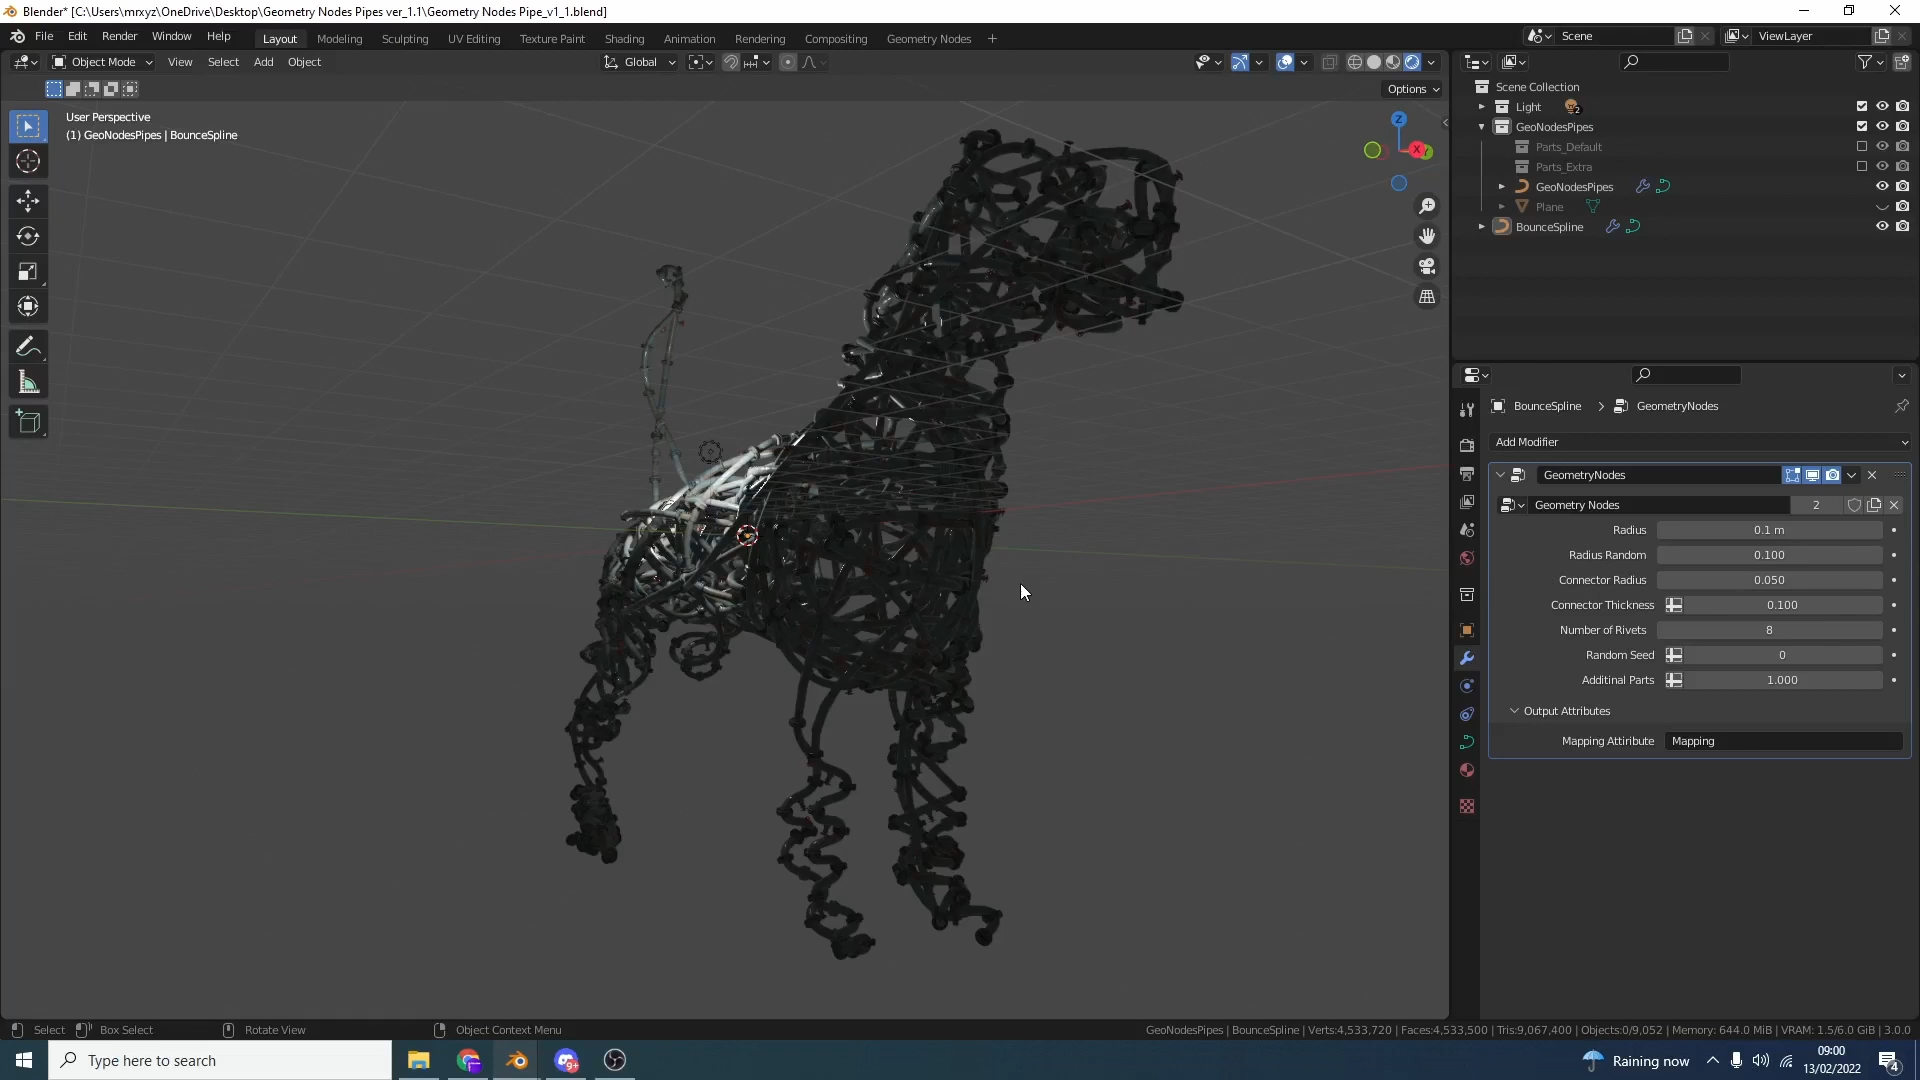 Blender* [C:\Users\mrxyz\OneDrive\Desktop\Geometry Nodes Pipes ver_1.1\Geometry Nodes Pipe_v1_1.blend]
File Edit Render Window Help Layout Modeling Sculpting UV Editing Texture Paint Shading Animation Rendering Compositing Geometry Nodes + Scene ViewLayer
Object Mode View Select Add Object Global
Options
User Perspective
(1) GeoNodesPipes | BounceSpline
Z
X
Y
Scene Collection
Light 2
GeoNodesPipes
Parts_Default
Parts_Extra
GeoNodesPipes
Plane
BounceSpline
BounceSpline > GeometryNodes
Add Modifier
GeometryNodes
Geometry Nodes 2
Radius 0.1 m
Radius Random 0.100
Connector Radius 0.050
Connector Thickness 0.100
Number of Rivets 8
Random Seed 0
Additinal Parts 1.000
Output Attributes
Mapping Attribute Mapping
Select Box Select Rotate View Object Context Menu GeoNodesPipes | BounceSpline | Verts:4,533,720 | Faces:4,533,500 | Tris:9,067,400 | Objects:0/9,052 | Memory: 644.0 MiB | VRAM: 1.5/6.0 GiB | 3.0.0
Type here to search Raining now 09:00
13/02/2022 4